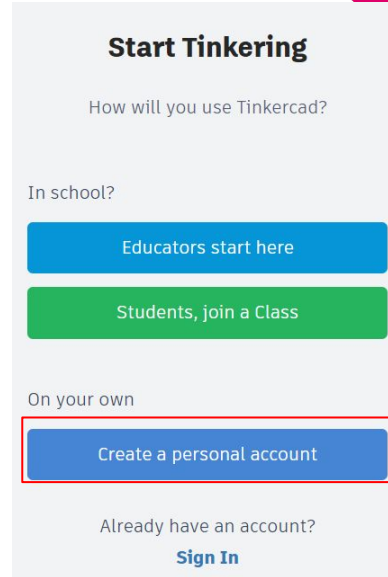 Start Tinkering
How will you use Tinkercad?
In school?
Educators start here
Students, join a Class
On your own
Create a personal account
Already have an account?
Sign In